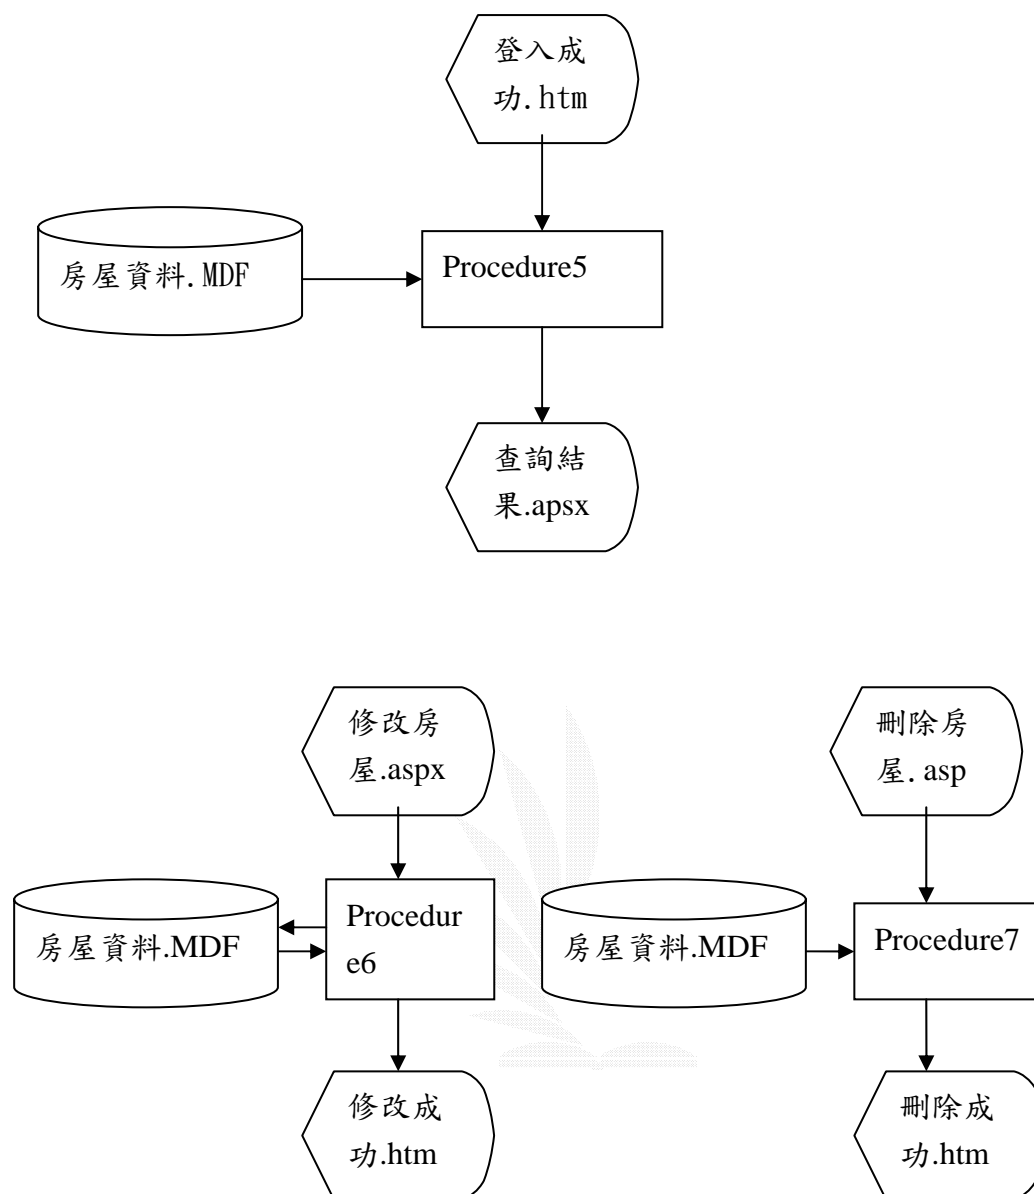 登入成
功.htm
房屋資料.MDF
Procedure5
查詢結
果.apsx
修改房
屋.aspx
房屋資料.MDF
Procedur
e6
修改成
功.htm
刪除房
屋. asp
房屋資料.MDF
Procedure7
刪除成
功.htm